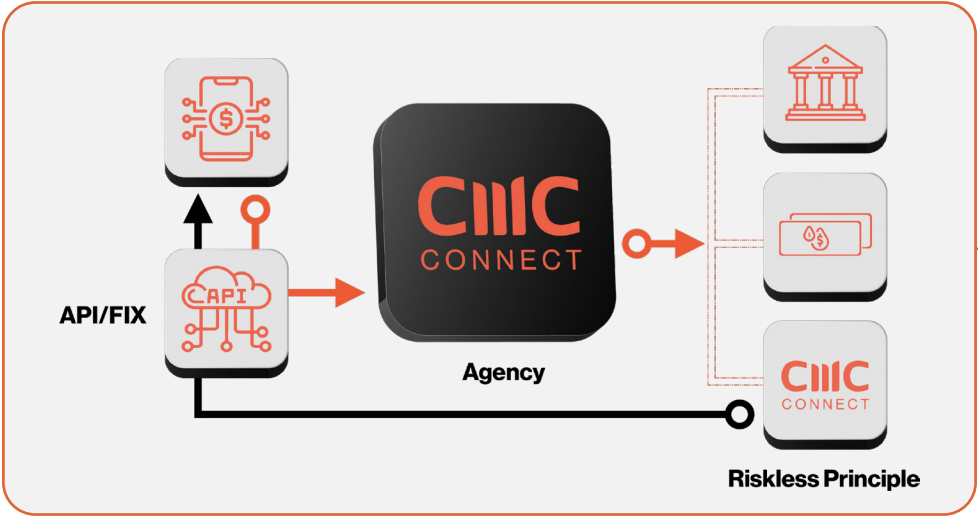 API
API/FIX
CMC
CONNECT
Agency
CMC
CONNECT
Riskless Principle